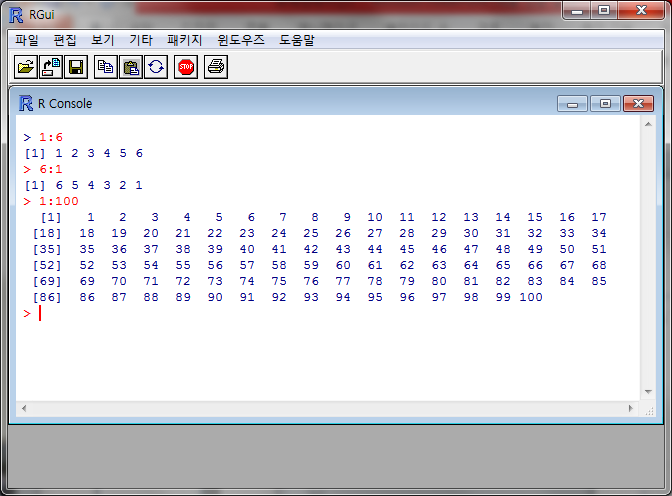 RGui
파일 편집 보기 기타 패키지 윈도우즈 도움말
STOP
R Console
> 1:6
[1] 1 2 3 4 5 6
> 6:1
[1] 6 5 4 3 2 1
> 1:100
  [1]   1   2   3   4   5   6   7   8   9  10  11  12  13  14  15  16  17
 [18]  18  19  20  21  22  23  24  25  26  27  28  29  30  31  32  33  34
 [35]  35  36  37  38  39  40  41  42  43  44  45  46  47  48  49  50  51
 [52]  52  53  54  55  56  57  58  59  60  61  62  63  64  65  66  67  68
 [69]  69  70  71  72  73  74  75  76  77  78  79  80  81  82  83  84  85
 [86]  86  87  88  89  90  91  92  93  94  95  96  97  98  99 100
>